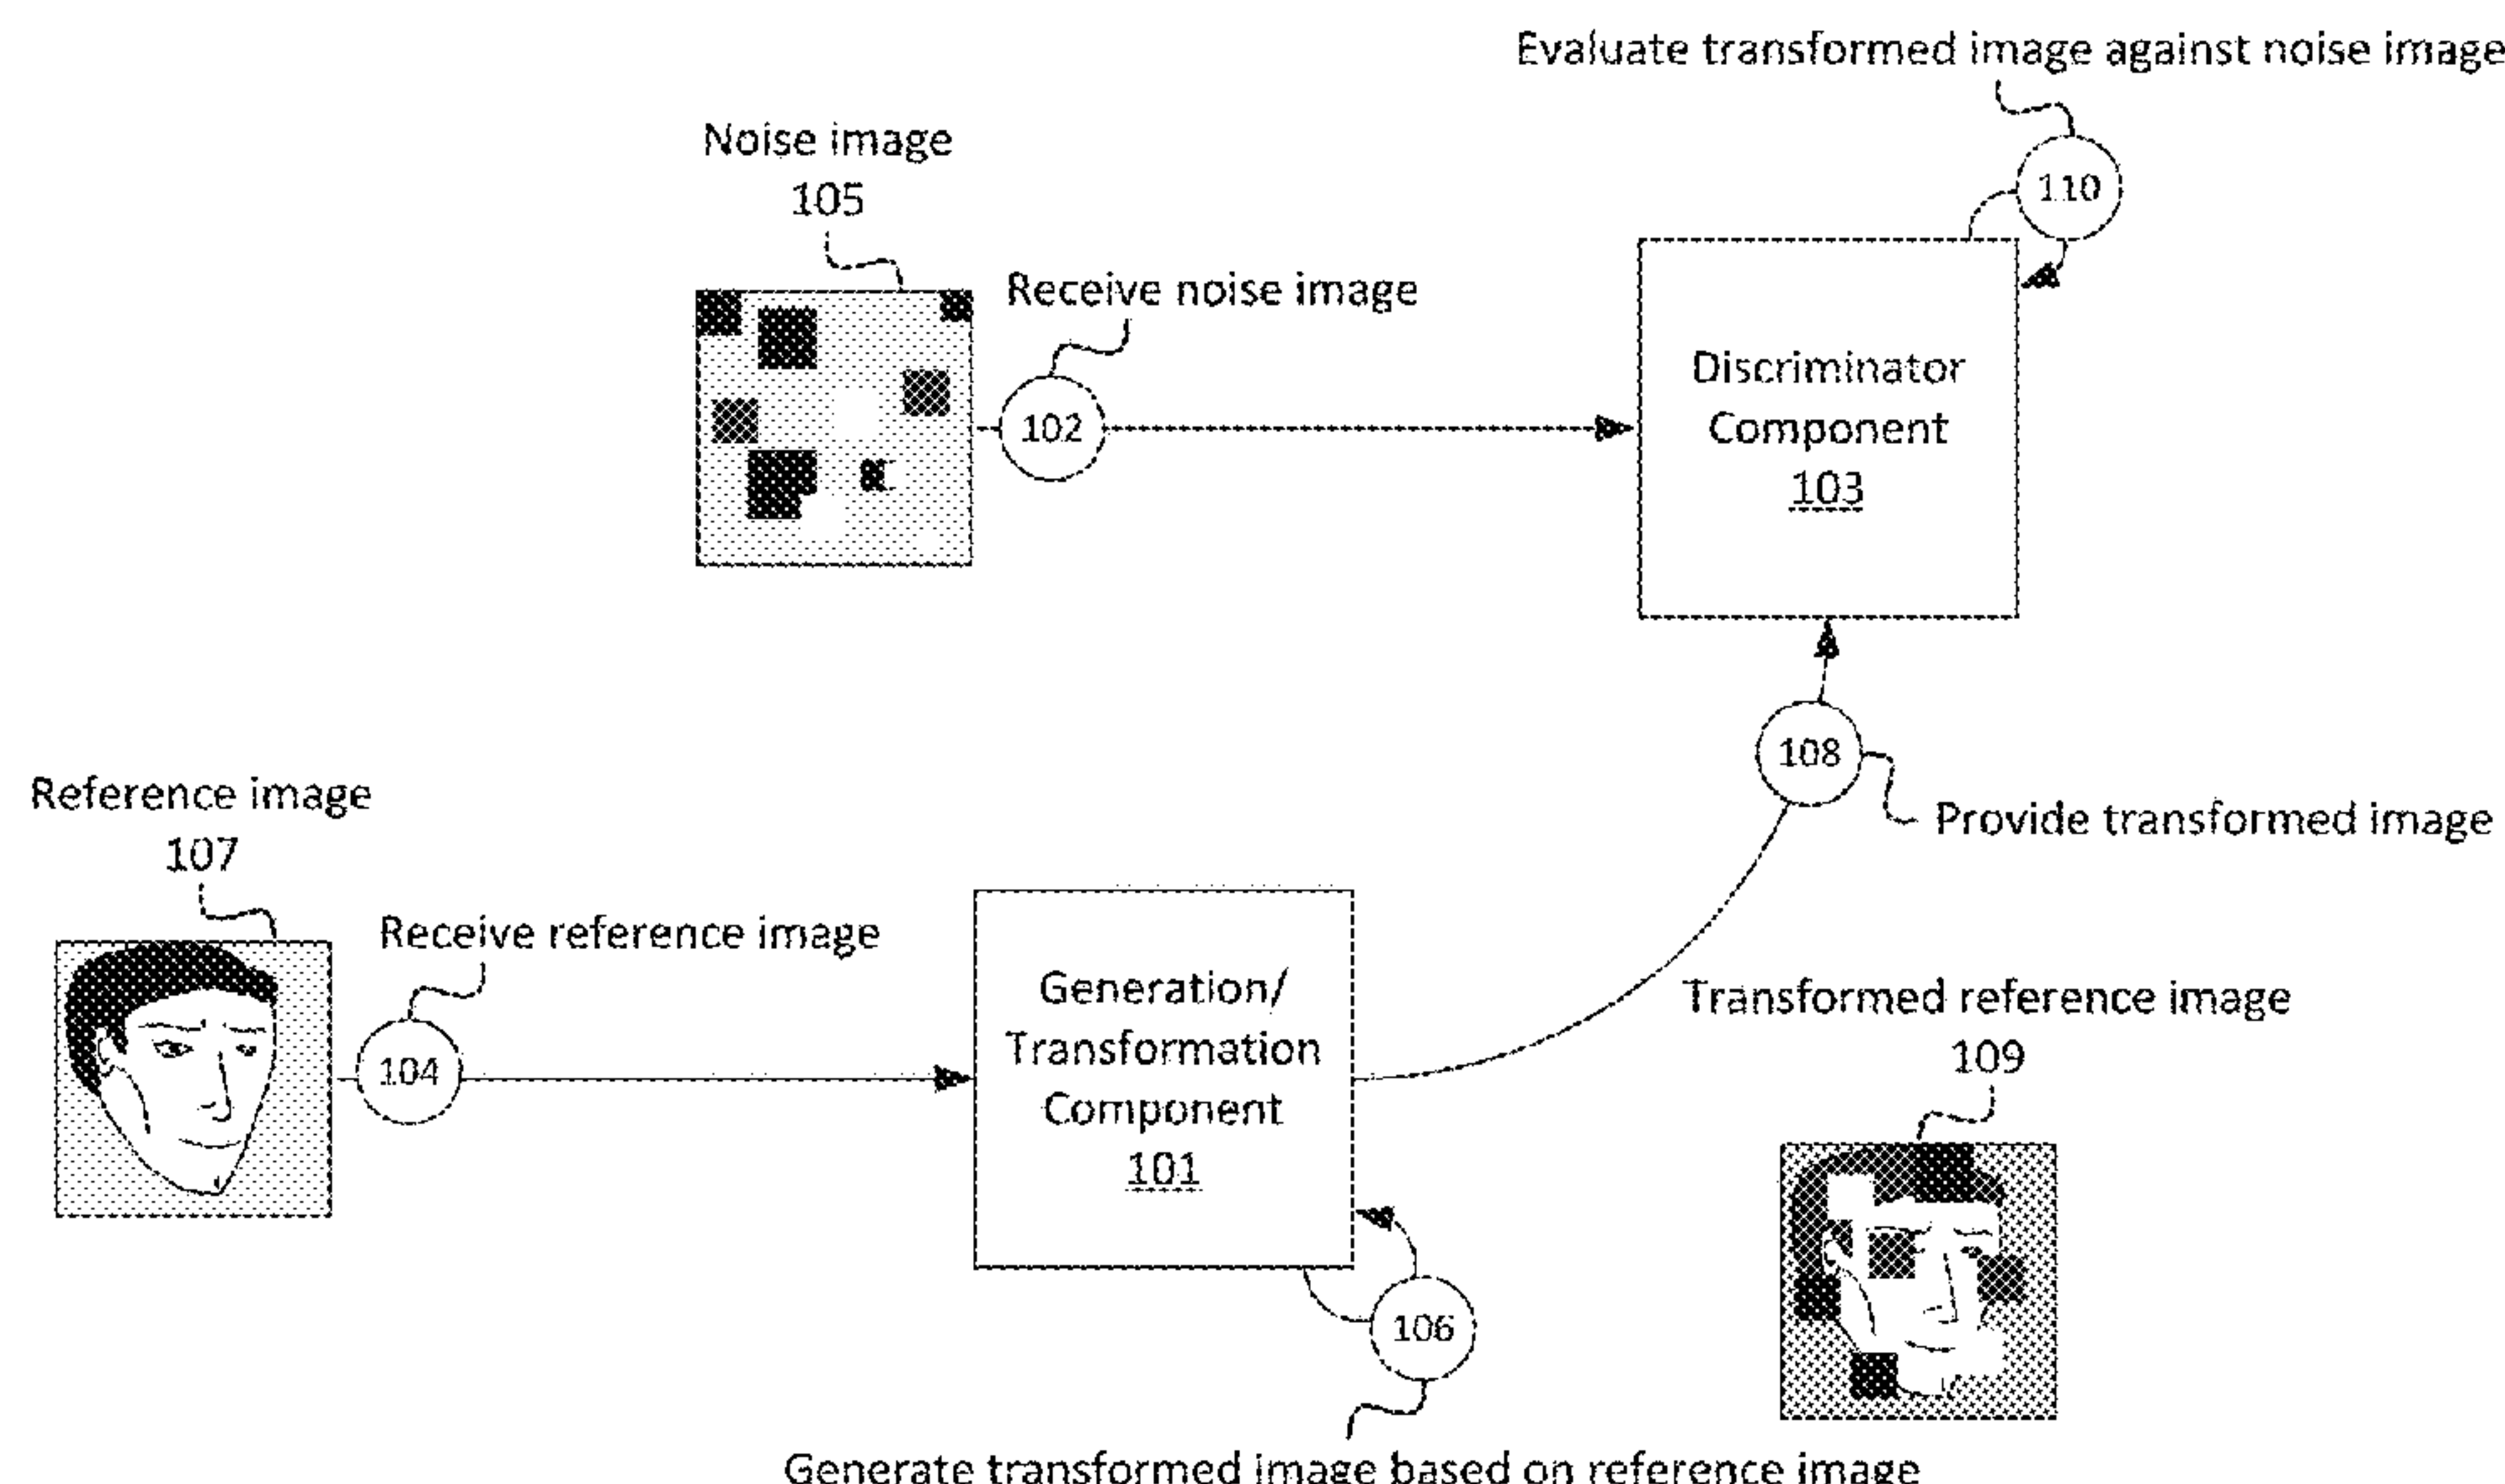 Evaluate transformed image against noise image
110
Noise image
105
Receive noise image
102
Discriminator
Component
103
108
Provide transformed image
Reference image
107
Receive reference image
104
Generation/
Transformation
Component
101
Transformed reference image
109
106
Generate transformed image based on reference image